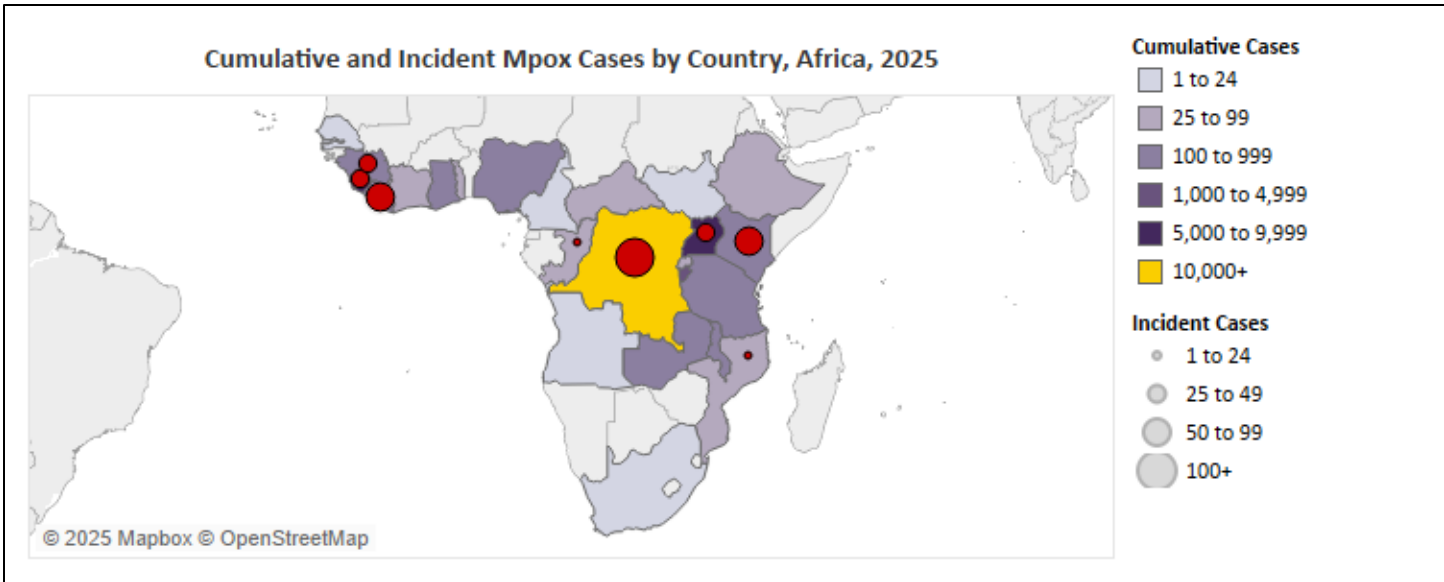 Cumulative and Incident Mpox Cases by Country, Africa, 2025
Cumulative Cases
1 to 24
25 to 99
100 to 999
1,000 to 4,999
5,000 to 9,999
10,000+
Incident Cases
1 to 24
25 to 49
50 to 99
100+
© 2025 Mapbox © OpenStreetMap